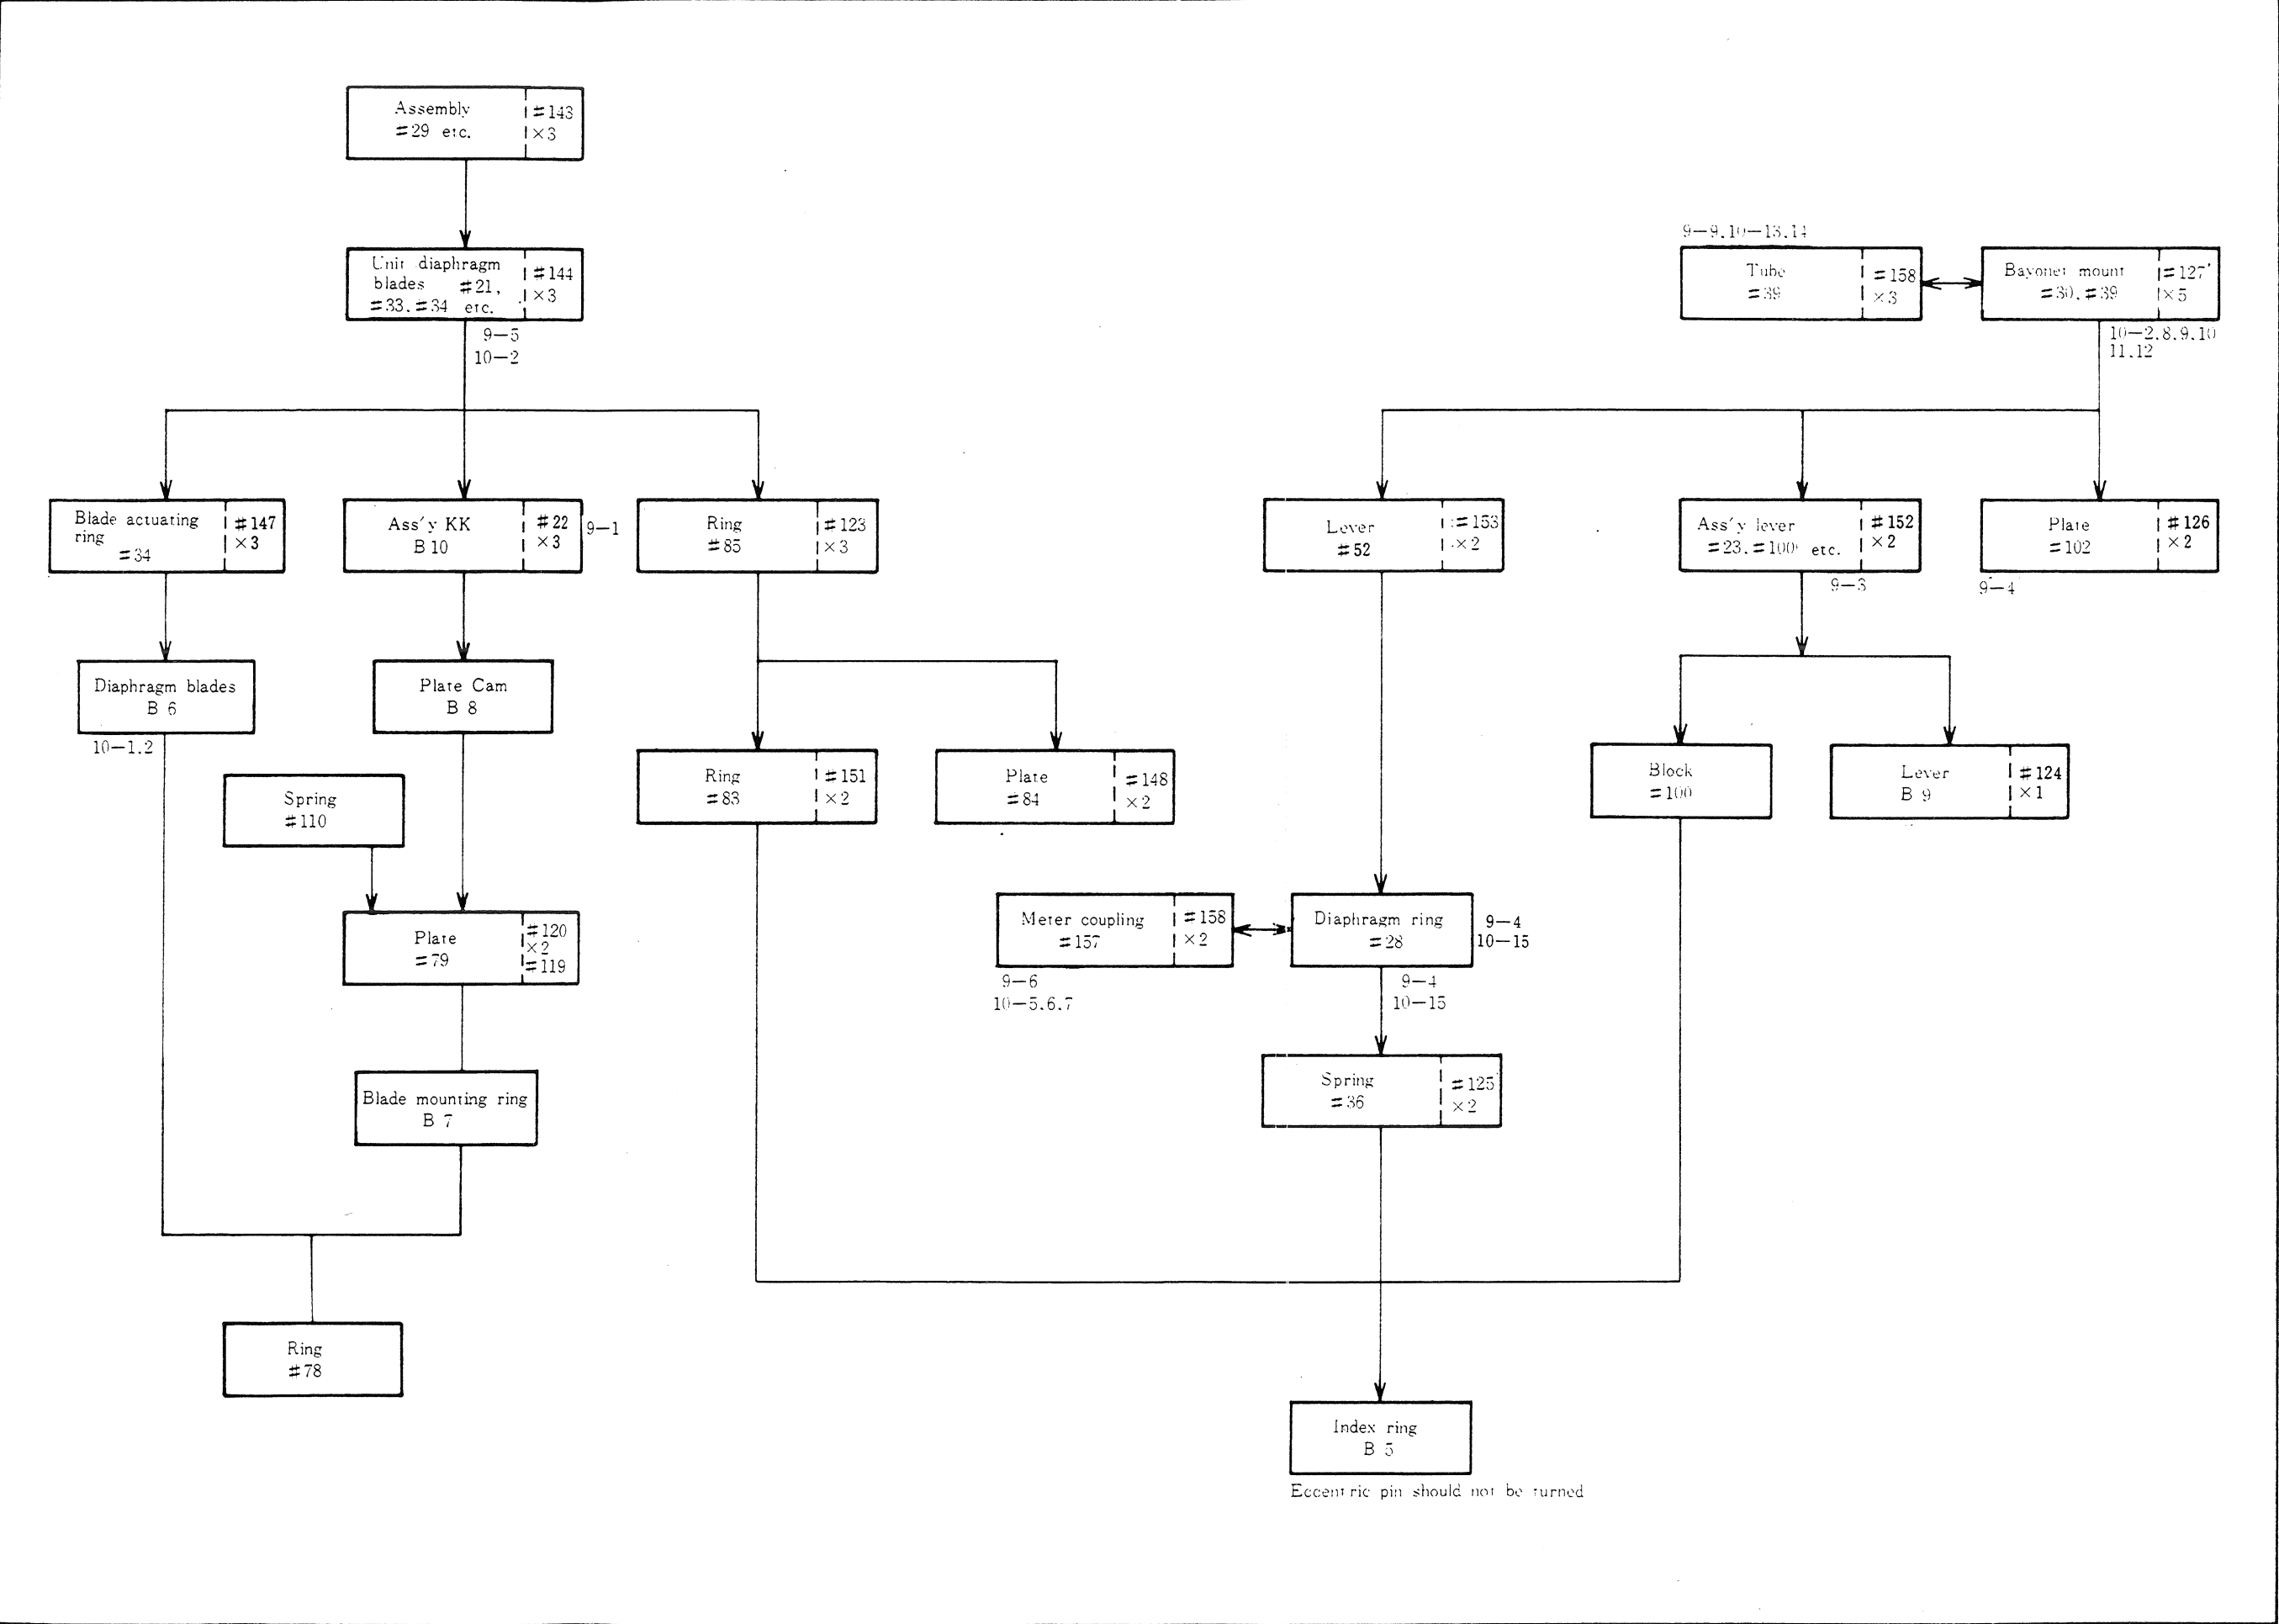 Assembly
#29 etc.
#143
×3
Unit diaphragm
blades #21,
#33. #34 etc.
#144
×3
9-5
10-2
9-9.10-13.14
Tube
#39
#158
×3
Bayonet mount
#30. #39
#127
×5
10-2.8.9.10
11.12
Blade actuating
ring
#34
#147
×3
Ass'y KK
B 10
#22
×3
9-1
Ring
#85
#123
×3
Lever
#52
#153
×2
Ass'y lever
#23. #100 etc.
#152
×2
9-3
Plate
#102
#126
×2
9-4
Diaphragm blades
B 6
10-1.2
Plate Cam
B 8
Ring
#83
#151
×2
Plate
#84
#148
×2
Block
#100
Lever
B 9
#124
×1
Spring
#110
Plate
#79
#120
×2
#119
Meter coupling
#157
#158
×2
9-6
10-5.6.7
Diaphragm ring
#28
9-4
10-15
9-4
10-15
Blade mounting ring
B 7
Spring
#36
#125
×2
Ring
#78
Index ring
B 5
Eccentric pin should not be turned